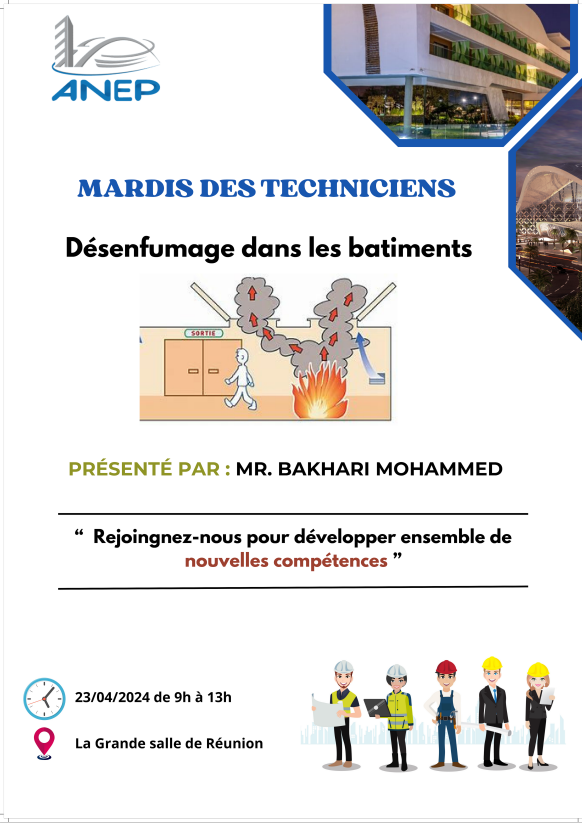 ANEP
MARDIS DES TECHNICIENS
Désenfumage dans les batiments
SORTIE
PRÉSENTÉ PAR : MR. BAKHARI MOHAMMED
“ Rejoingnez-nous pour développer ensemble de
nouvelles compétences ”
23/04/2024 de 9h à 13h
La Grande salle de Réunion